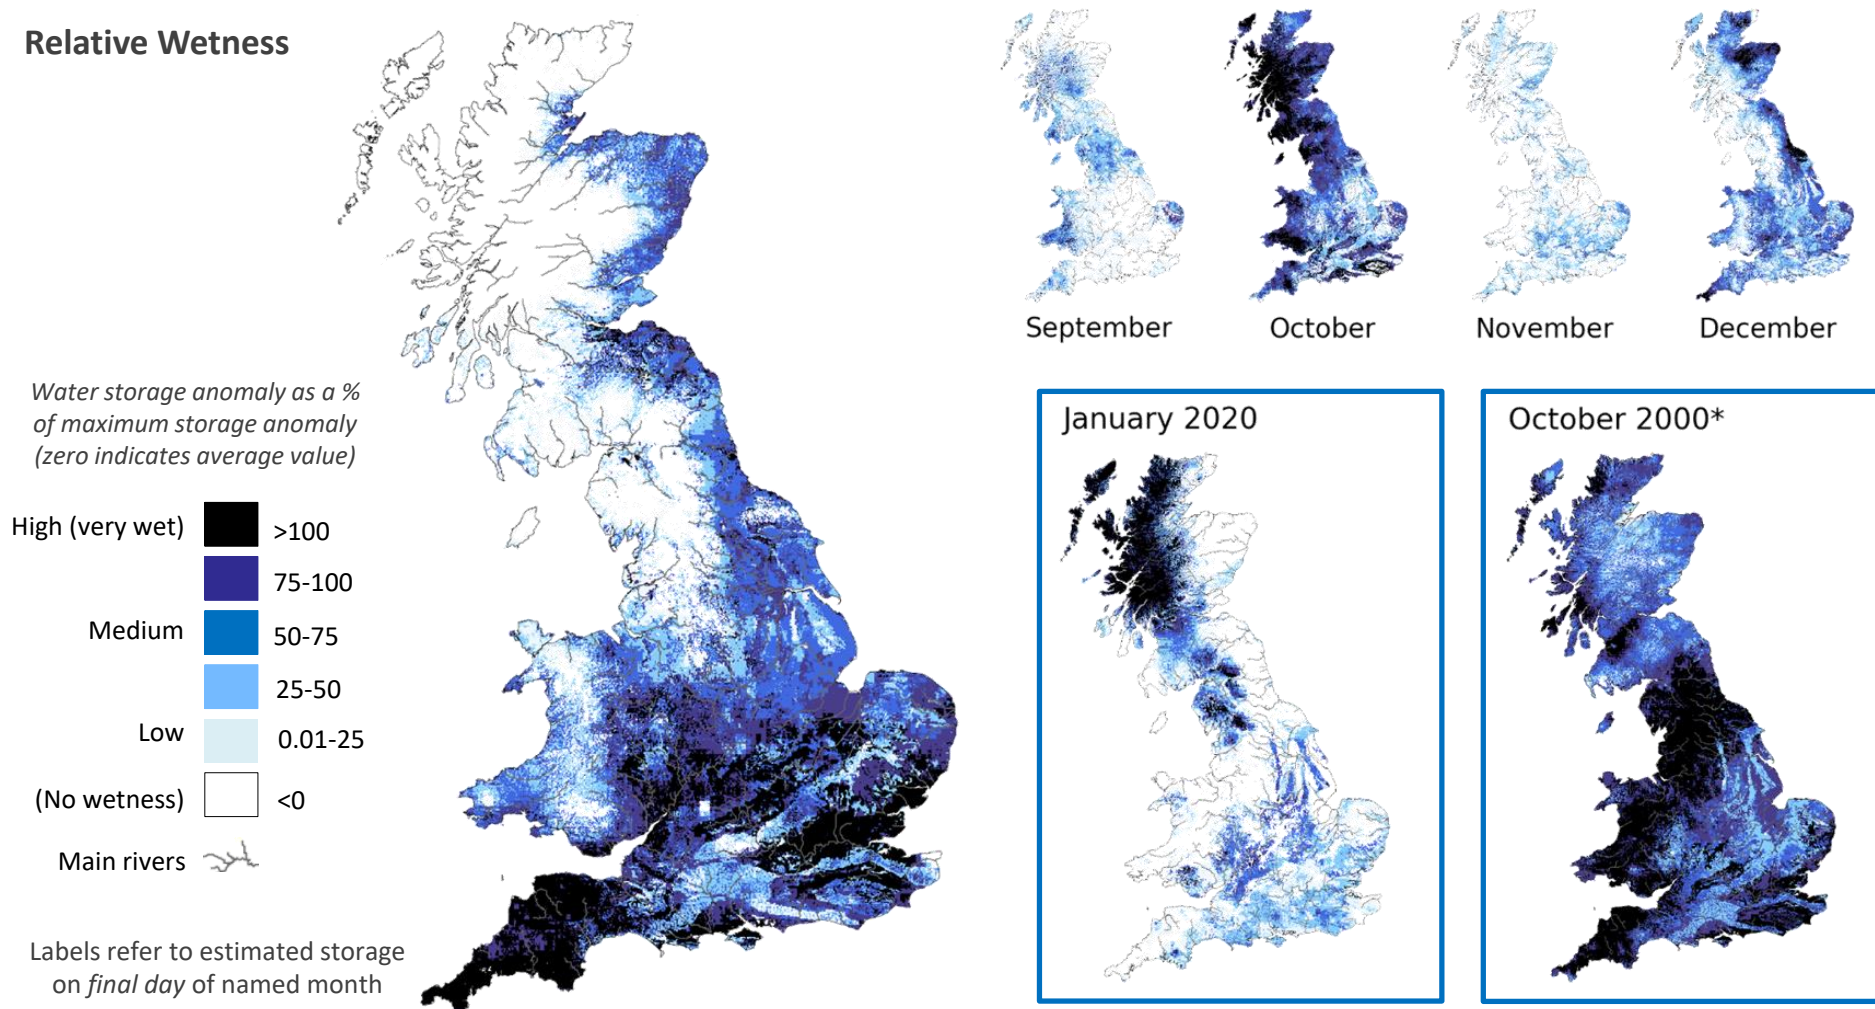 Relative Wetness
September
October
November
December
Water storage anomaly as a %
of maximum storage anomaly
(zero indicates average value)
January 2020
October 2000*
High (very wet) >100
75-100
Medium 50-75
25-50
Low 0.01-25
(No wetness) <0
Main rivers
Labels refer to estimated storage
on final day of named month